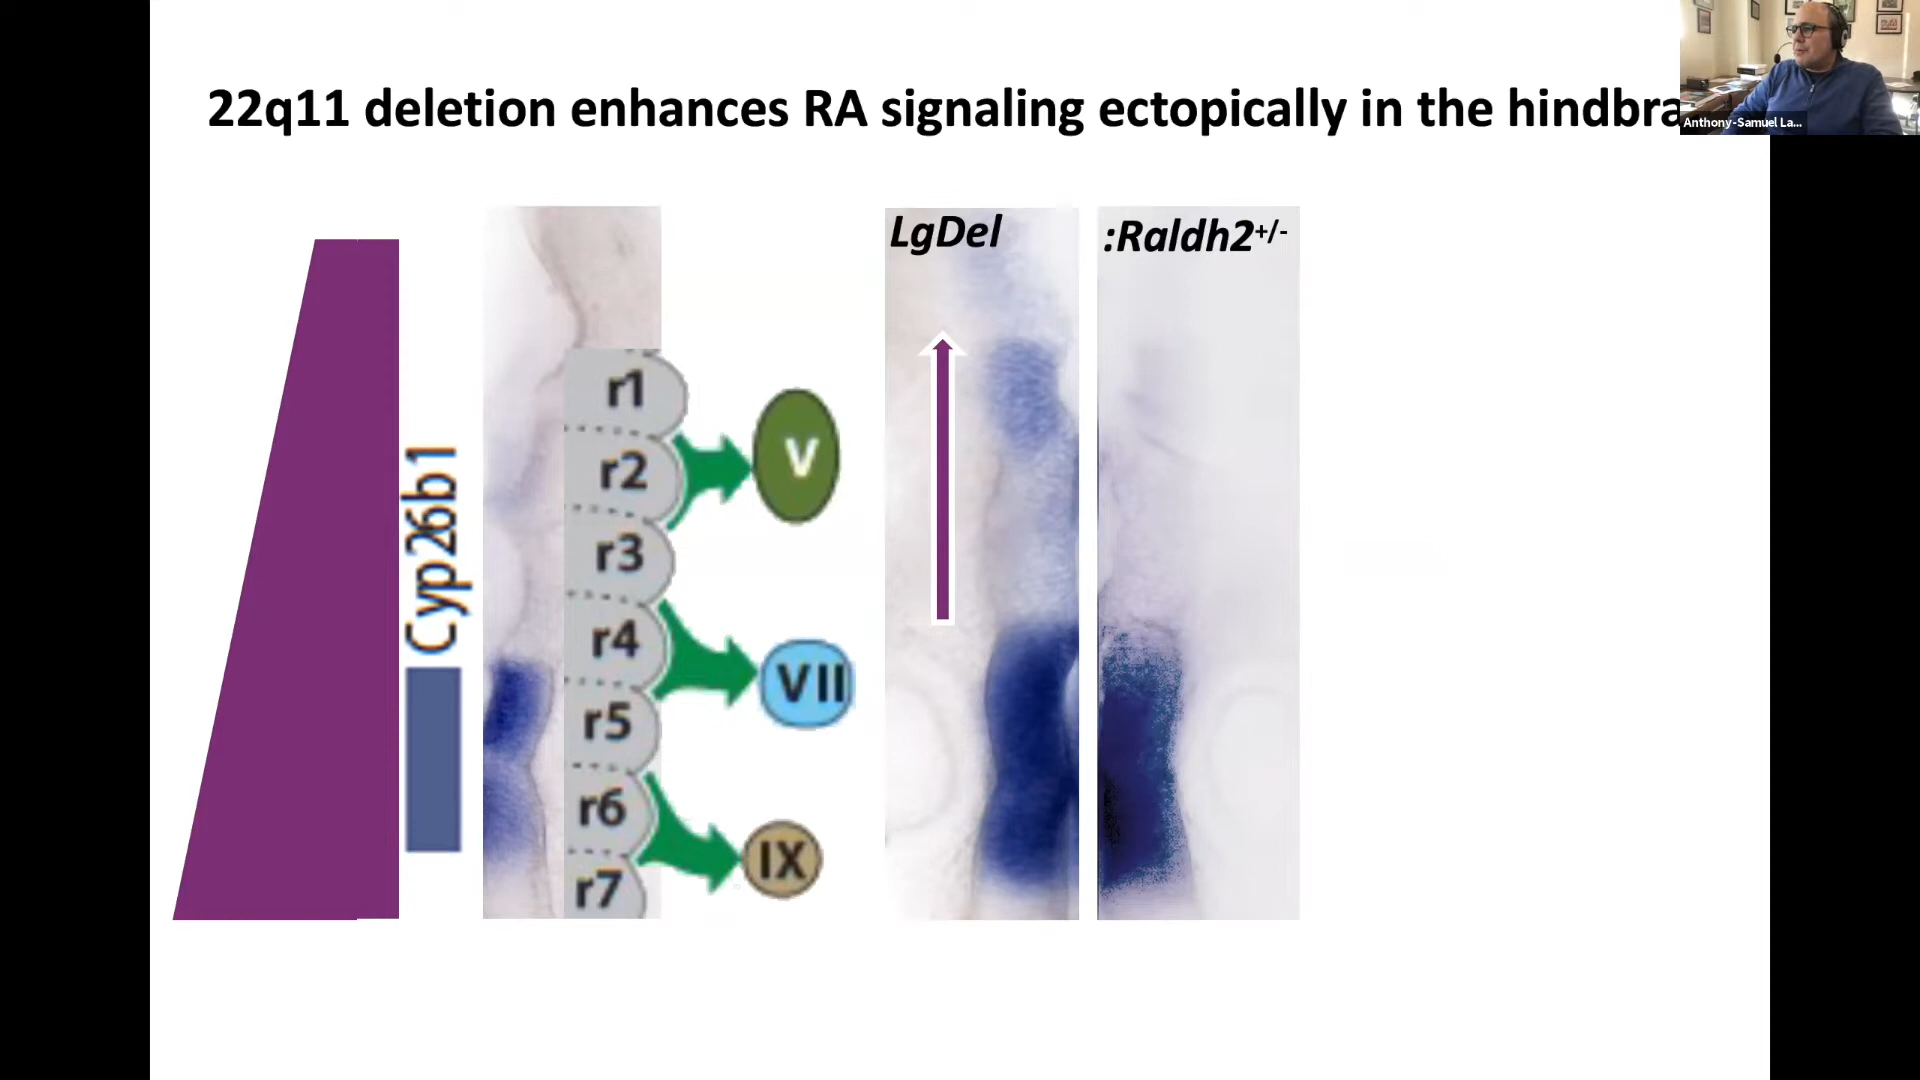 22q11 deletion enhances RA signaling ectopically in the hindbra
Anthony-Samuel La...
LgDel
:Raldh2+/-
Cyp26b1
r1
r2
r3
r4
r5
r6
r7
V
VII
IX